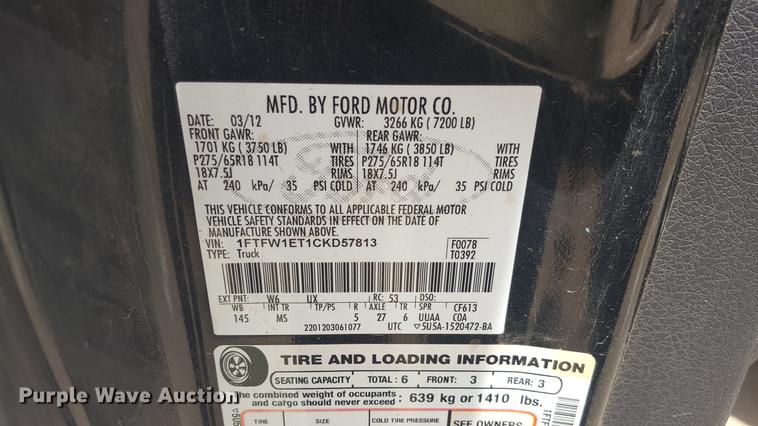 MFD. BY FORD MOTOR CO.
DATE: 03/12 GVWR: 3266 KG ( 7200 LB)
FRONT GAWR: REAR GAWR:
1701 KG ( 3750 LB) WITH 1746 KG ( 3850 LB) WITH
P275/65R18 114T TIRES P275/65R18 114T TIRES
18X7.5J RIMS 18X7.5J RIMS
AT 240 kPa/ 35 PSI COLD AT 240 kPa/ 35 PSI COLD
Ford
THIS VEHICLE CONFORMS TO ALL APPLICABLE FEDERAL MOTOR
VEHICLE SAFETY STANDARDS IN EFFECT ON THE DATE OF
MANUFACTURE SHOWN ABOVE.
VIN: 1FTFW1ET1CKD57813 F0078
TYPE: Truck T0392
EXT PNT: W6 UX RC: 53 DSO:
WB INT TR TP/PS R AXLE TR SPR CF613
145 MS 5 27 6 UUAA COA
2201203061077 UTC ▽5U5A-1520472-BA
TIRE AND LOADING INFORMATION
SEATING CAPACITY TOTAL: 6 FRONT: 3 REAR: 3
The combined weight of occupants
and cargo should never exceed: 639 kg or 1410 lbs.
TIRE SIZE COLD TIRE PRESSURE SEE OWNERS
Purple Wave Auction